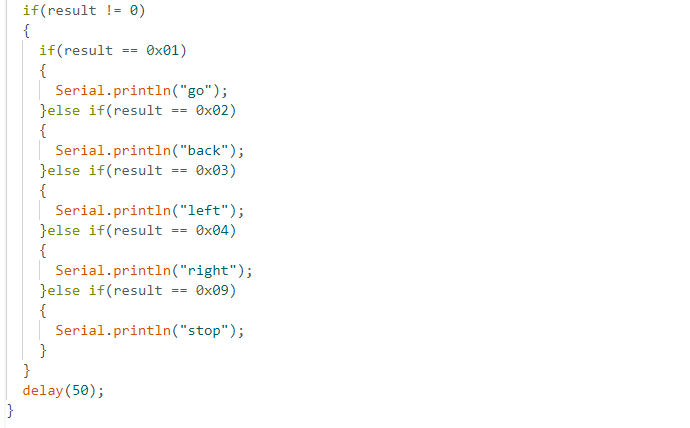 if(result != 0)
{
if(result == 0x01)
{
Serial.println("go");
}else if(result == 0x02)
{
Serial.println("back");
}else if(result == 0x03)
{
Serial.println("left");
}else if(result == 0x04)
{
Serial.println("right");
}else if(result == 0x09)
{
Serial.println("stop");
}
}
delay(50);
}